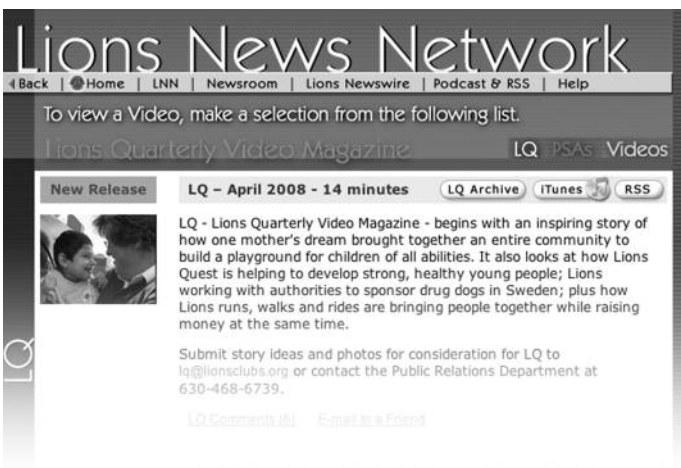 Lions News Network
Back | Home | LNN | Newsroom | Lions Newswire | Podcast & RSS | Help
To view a Video, make a selection from the following list.
Lions Quarterly Video Magazine LQ PSAs Videos
New Release LQ – April 2008 - 14 minutes LQ Archive iTunes RSS
LQ - Lions Quarterly Video Magazine - begins with an inspiring story of
how one mother's dream brought together an entire community to
build a playground for children of all abilities. It also looks at how Lions
Quest is helping to develop strong, healthy young people; Lions
working with authorities to sponsor drug dogs in Sweden; plus how
Lions runs, walks and rides are bringing people together while raising
money at the same time.
LQ
Submit story ideas and photos for consideration for LQ to
lq@lionsclubs.org or contact the Public Relations Department at
630-468-6739.
LQ Comments (6) E-mail to a Friend